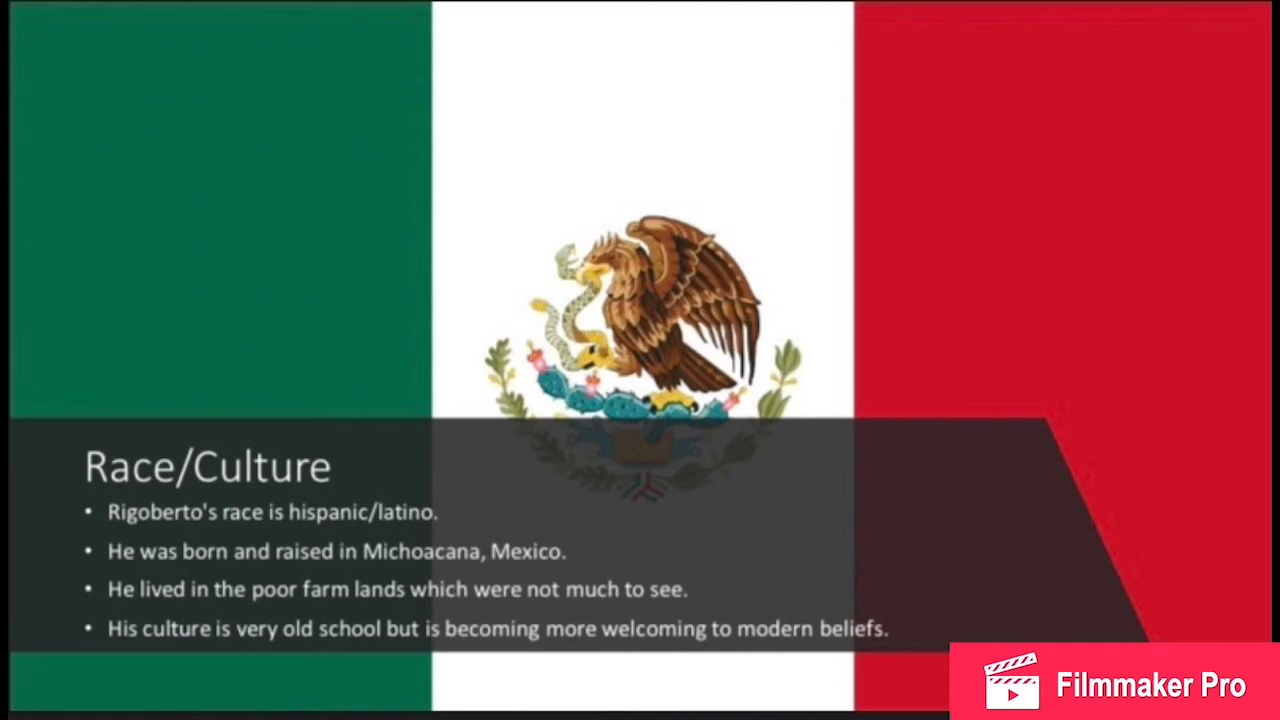 Race/Culture
• Rigoberto's race is hispanic/latino.
• He was born and raised in Michoacana, Mexico.
• He lived in the poor farm lands which were not much to see.
• His culture is very old school but is becoming more welcoming to modern beliefs.
Filmmaker Pro